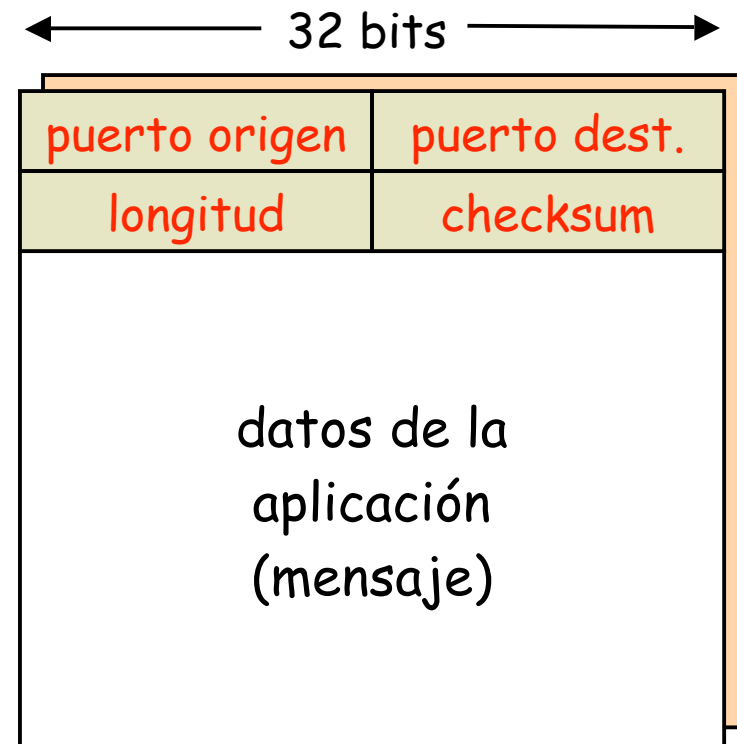 32 bits
puerto origen puerto dest.
longitud checksum
datos de la
aplicación
(mensaje)